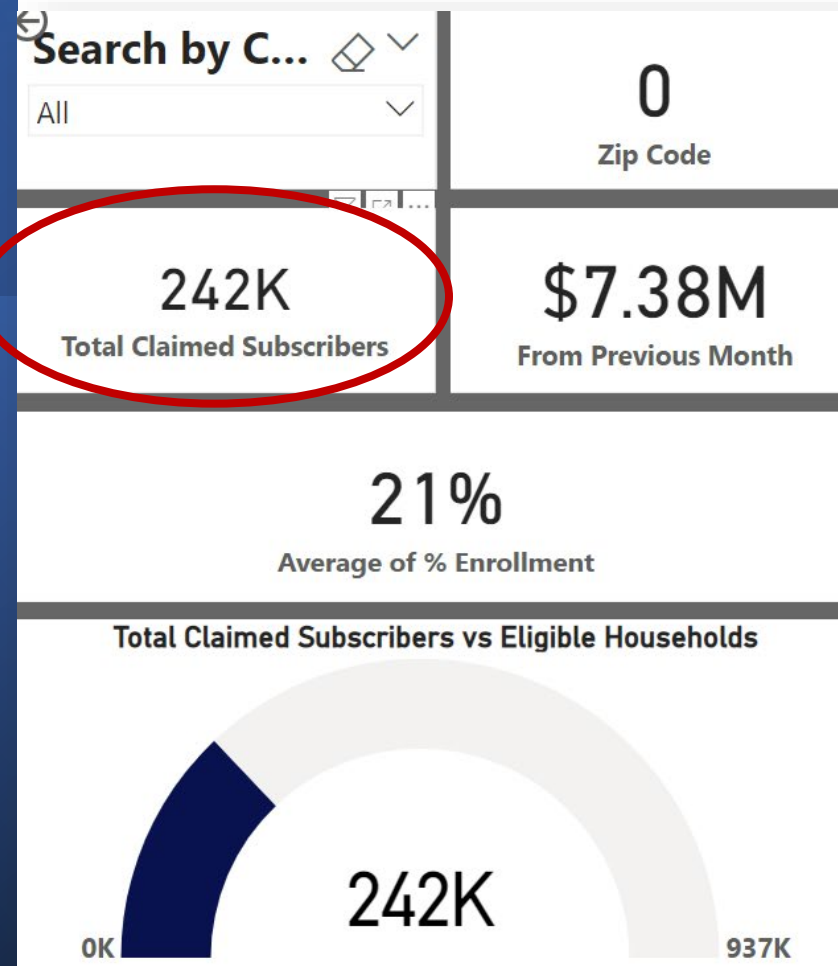 Search by C...
All
0
Zip Code
242K
Total Claimed Subscribers
$7.38M
From Previous Month
21%
Average of % Enrollment
Total Claimed Subscribers vs Eligible Households
242K
0K
937K